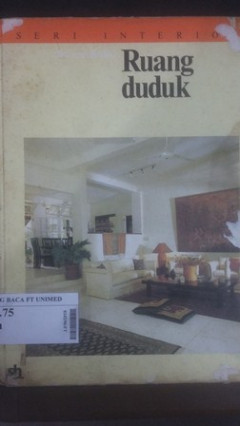 SERI INTERIOR
Ruang
duduk
G BACA FT UNIMED
.75